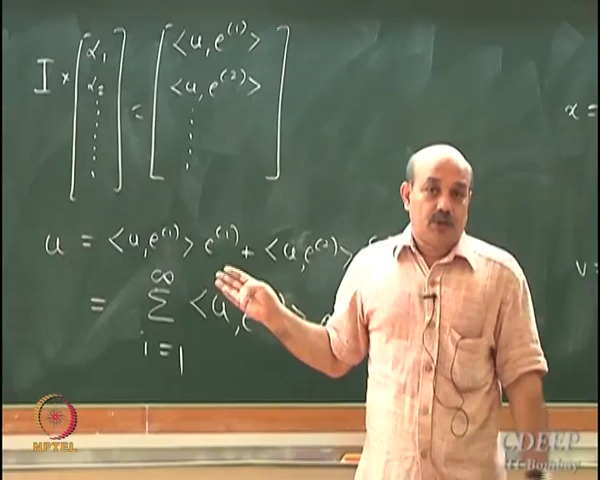 I × [ α₁ ] = [ <u, e⁽¹⁾> ]
α₂ <u, e⁽²⁾>
x =
u = <u, e⁽¹⁾> e⁽¹⁾ + <u, e⁽²⁾>
v =
= ∞ Σ i = 1 <u, e
NPTEL
CDEEP
IIT Bombay